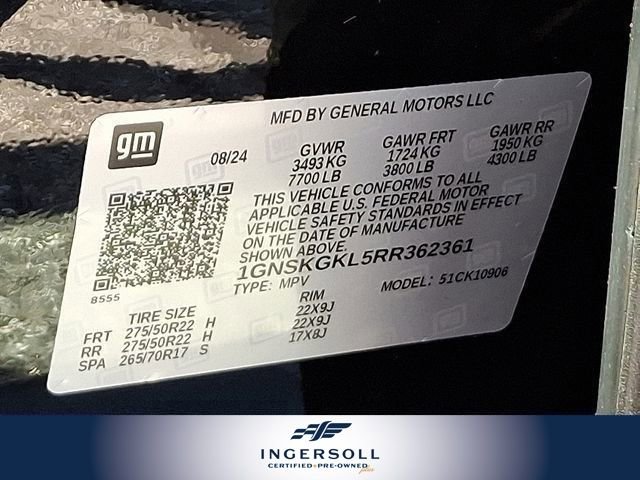 MFD BY GENERAL MOTORS LLC
gm
08/24
GVWR GAWR FRT GAWR RR
3493 KG 1724 KG 1950 KG
7700 LB 3800 LB 4300 LB
THIS VEHICLE CONFORMS TO ALL
APPLICABLE U.S. FEDERAL MOTOR
VEHICLE SAFETY STANDARDS IN EFFECT
ON THE DATE OF MANUFACTURE
SHOWN ABOVE.
1GNSKGKL5RR362361
TYPE: MPV MODEL: 51CK10906
8555
TIRE SIZE RIM
FRT 275/50R22 H 22X9J
RR 275/50R22 H 22X9J
SPA 265/70R17 S 17X8J
INGERSOLL
CERTIFIED PRE-OWNED plus